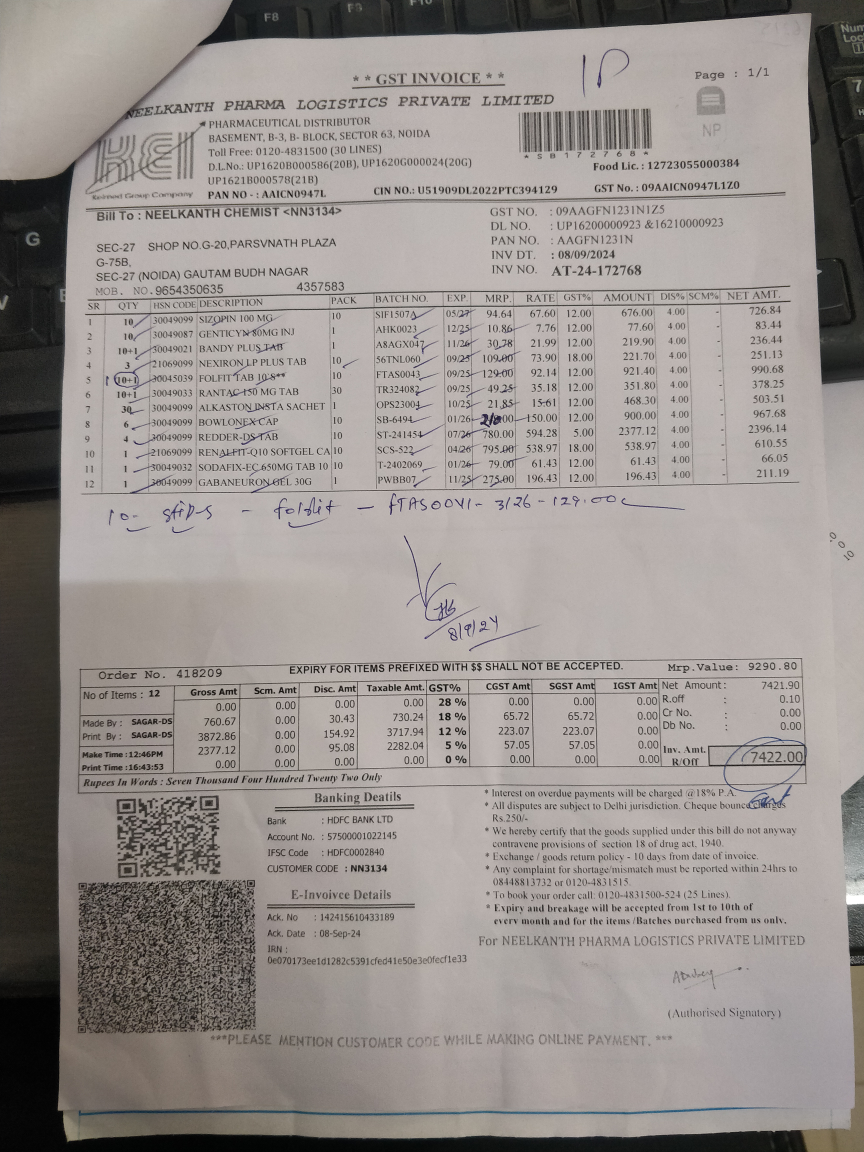 ** GST INVOICE **
1P
Page : 1/1
NEELKANTH PHARMA LOGISTICS PRIVATE LIMITED
KEI
Kelnood Group Company
PHARMACEUTICAL DISTRIBUTOR
BASEMENT, B-3, B- BLOCK, SECTOR 63, NOIDA
Toll Free: 0120-4831500 (30 LINES)
D.L.No.: UP1620B000586(20B), UP1620G000024(20G)
UP1621B000578(21B)
PAN NO - : AAICN0947L
CIN NO.: U51909DL2022PTC394129
*SB172768*
NP
Food Lic. : 12723055000384
GST No. : 09AAICN0947L1Z0
Bill To : NEELKANTH CHEMIST <NN3134>
SEC-27 SHOP NO.G-20,PARSVNATH PLAZA
G-75B,
SEC-27 (NOIDA) GAUTAM BUDH NAGAR
MOB. NO. 9654350635 4357583
GST NO. : 09AAGFN1231N1Z5
DL NO. : UP16200000923 &16210000923
PAN NO. : AAGFN1231N
INV DT. : 08/09/2024
INV NO. AT-24-172768
SR QTY HSN CODE DESCRIPTION PACK BATCH NO. EXP. MRP. RATE GST% AMOUNT DIS% SCM% NET AMT.
1 10 30049099 SIZOPIN 100 MG 10 SIF1507A 05/27 94.64 67.60 12.00 676.00 4.00 - 726.84
2 10 30049087 GENTICYN 80MG INJ 1 AHK0023 12/25 10.86 7.76 12.00 77.60 4.00 - 83.44
3 10+1 30049021 BANDY PLUS TAB 1 A8AGX047 11/26 30.78 21.99 12.00 219.90 4.00 - 236.44
4 3 21069099 NEXIRON LP PLUS TAB 10 56TNL060 09/25 109.00 73.90 18.00 221.70 4.00 - 251.13
5 10+1 30045039 FOLFIT TAB 10'S** 10 FTAS0043 09/25 129.00 92.14 12.00 921.40 4.00 - 990.68
6 10+1 30049033 RANTAC 150 MG TAB 30 TR324082 09/25 49.25 35.18 12.00 351.80 4.00 - 378.25
7 30 30049099 ALKASTON INSTA SACHET 1 OPS23004 10/25 21.85 15.61 12.00 468.30 4.00 - 503.51
8 6 30049099 BOWLONEX CAP 10 SB-6494 01/26 210.00 150.00 12.00 900.00 4.00 - 967.68
9 4 30049099 REDDER-DS TAB 10 ST-241454 07/26 780.00 594.28 5.00 2377.12 4.00 - 2396.14
10 1 21069099 RENALFIT-Q10 SOFTGEL CA 10 SCS-522 04/26 795.00 538.97 18.00 538.97 4.00 - 610.55
11 1 30049032 SODAFIX-EC 650MG TAB 10 10 T-2402069 01/26 79.00 61.43 12.00 61.43 4.00 - 66.05
12 1 30049099 GABANEURON GEL 30G 1 PWBB07 11/25 275.00 196.43 12.00 196.43 4.00 - 211.19
10 - - folfit - FTAS0041 - 3/26 - 129.00
8/9/24
Order No. 418209
EXPIRY FOR ITEMS PREFIXED WITH $$ SHALL NOT BE ACCEPTED.
Mrp.Value: 9290.80
No of Items : 12
Made By : SAGAR-DS
Print By : SAGAR-DS
Make Time :12:46PM
Print Time :16:43:53
Gross Amt Scm. Amt Disc. Amt Taxable Amt. GST% CGST Amt SGST Amt IGST Amt
0.00 0.00 0.00 0.00 28 % 0.00 0.00 0.00
760.67 0.00 30.43 730.24 18 % 65.72 65.72 0.00
3872.86 0.00 154.92 3717.94 12 % 223.07 223.07 0.00
2377.12 0.00 95.08 2282.04 5 % 57.05 57.05 0.00
0.00 0.00 0.00 0.00 0 % 0.00 0.00 0.00
Net Amount: 7421.90
R.off : 0.10
Cr No. : 0.00
Db No. : 0.00
Inv. Amt. R/Off 7422.00
Rupees In Words : Seven Thousand Four Hundred Twenty Two Only
Banking Deatils
Bank : HDFC BANK LTD
Account No. : 57500001022145
IFSC Code : HDFC0002840
CUSTOMER CODE : NN3134
E-Invoivce Details
Ack. No : 142415610433189
Ack. Date : 08-Sep-24
IRN :
0e070173ee1d1282c5391cfed41e50e3e0fecf1e33
* Interest on overdue payments will be charged @18% P.A.
* All disputes are subject to Delhi jurisdiction. Cheque bounce charges
Rs.250/-
* We hereby certify that the goods supplied under this bill do not anyway
contravene provisions of section 18 of drug act. 1940.
* Exchange / goods return policy - 10 days from date of invoice.
* Any complaint for shortage/mismatch must be reported within 24hrs to
08448813732 or 0120-4831515.
* To book your order call: 0120-4831500-524 (25 Lines).
* Expiry and breakage will be accepted from 1st to 10th of
every month and for the items /Batches purchased from us only.
For NEELKANTH PHARMA LOGISTICS PRIVATE LIMITED
(Authorised Signatory)
***PLEASE MENTION CUSTOMER CODE WHILE MAKING ONLINE PAYMENT. ***